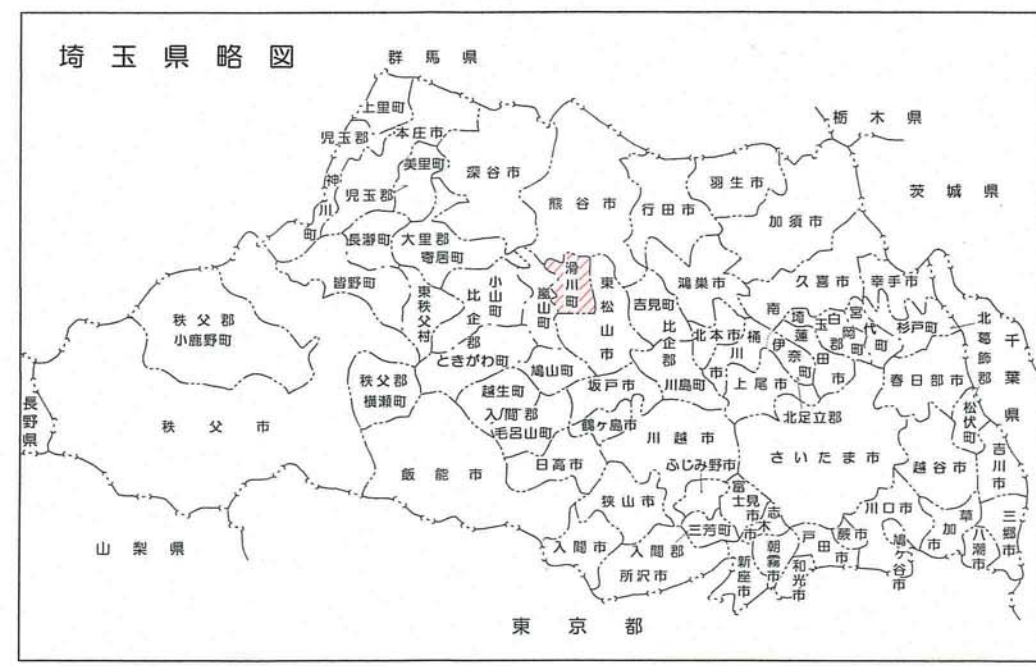 埼玉県略図
群馬県
栃木県
茨城県
千葉県
東京都
山梨県
長野県
上里町
児玉郡
本庄市
美里町
神川町
児玉郡
深谷市
熊谷市
行田市
羽生市
加須市
長瀞町
大里郡
寄居町
皆野町
東秩父村
比企郡
小山町
嵐山町
滑川町
東松山市
吉見町
比企郡
鴻巣市
北本市
桶川市
久喜市
幸手市
南埼玉郡
伊奈町
蓮田市
白岡町
宮代町
杉戸町
北葛飾郡
秩父郡
小鹿野町
秩父市
秩父郡
横瀬町
ときがわ町
鳩山町
越生町
入間郡
毛呂山町
坂戸市
川島町
上尾市
北足立郡
春日部市
松伏町
鶴ヶ島市
川越市
さいたま市
越谷市
吉川市
飯能市
日高市
ふじみ野市
狭山市
富士見市
三芳町
志木市
川口市
草加市
三郷市
八潮市
入間市
入間郡
所沢市
新座市
朝霞市
和光市
戸田市
蕨市
鳩ヶ谷市